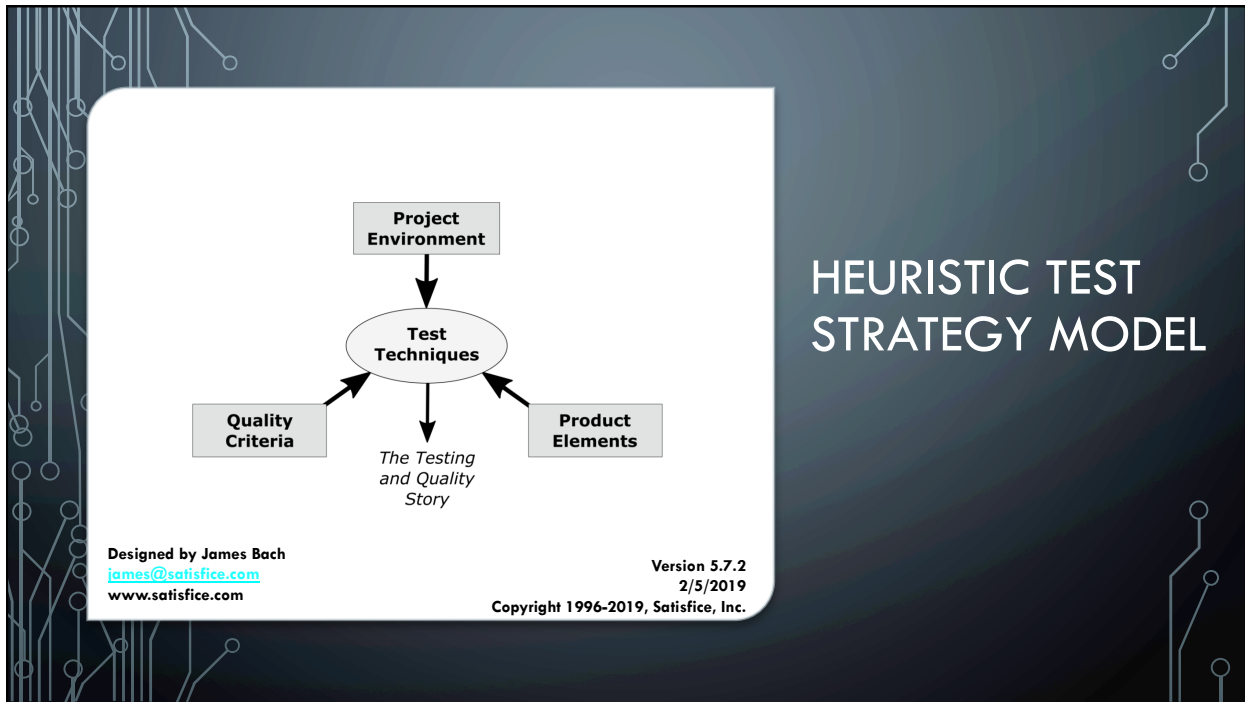 Project
Environment
Test
Techniques
Quality
Criteria
Product
Elements
The Testing
and Quality
Story
Designed by James Bach
james@satisfice.com
www.satisfice.com
Version 5.7.2
2/5/2019
Copyright 1996-2019, Satisfice, Inc.
HEURISTIC TEST
STRATEGY MODEL